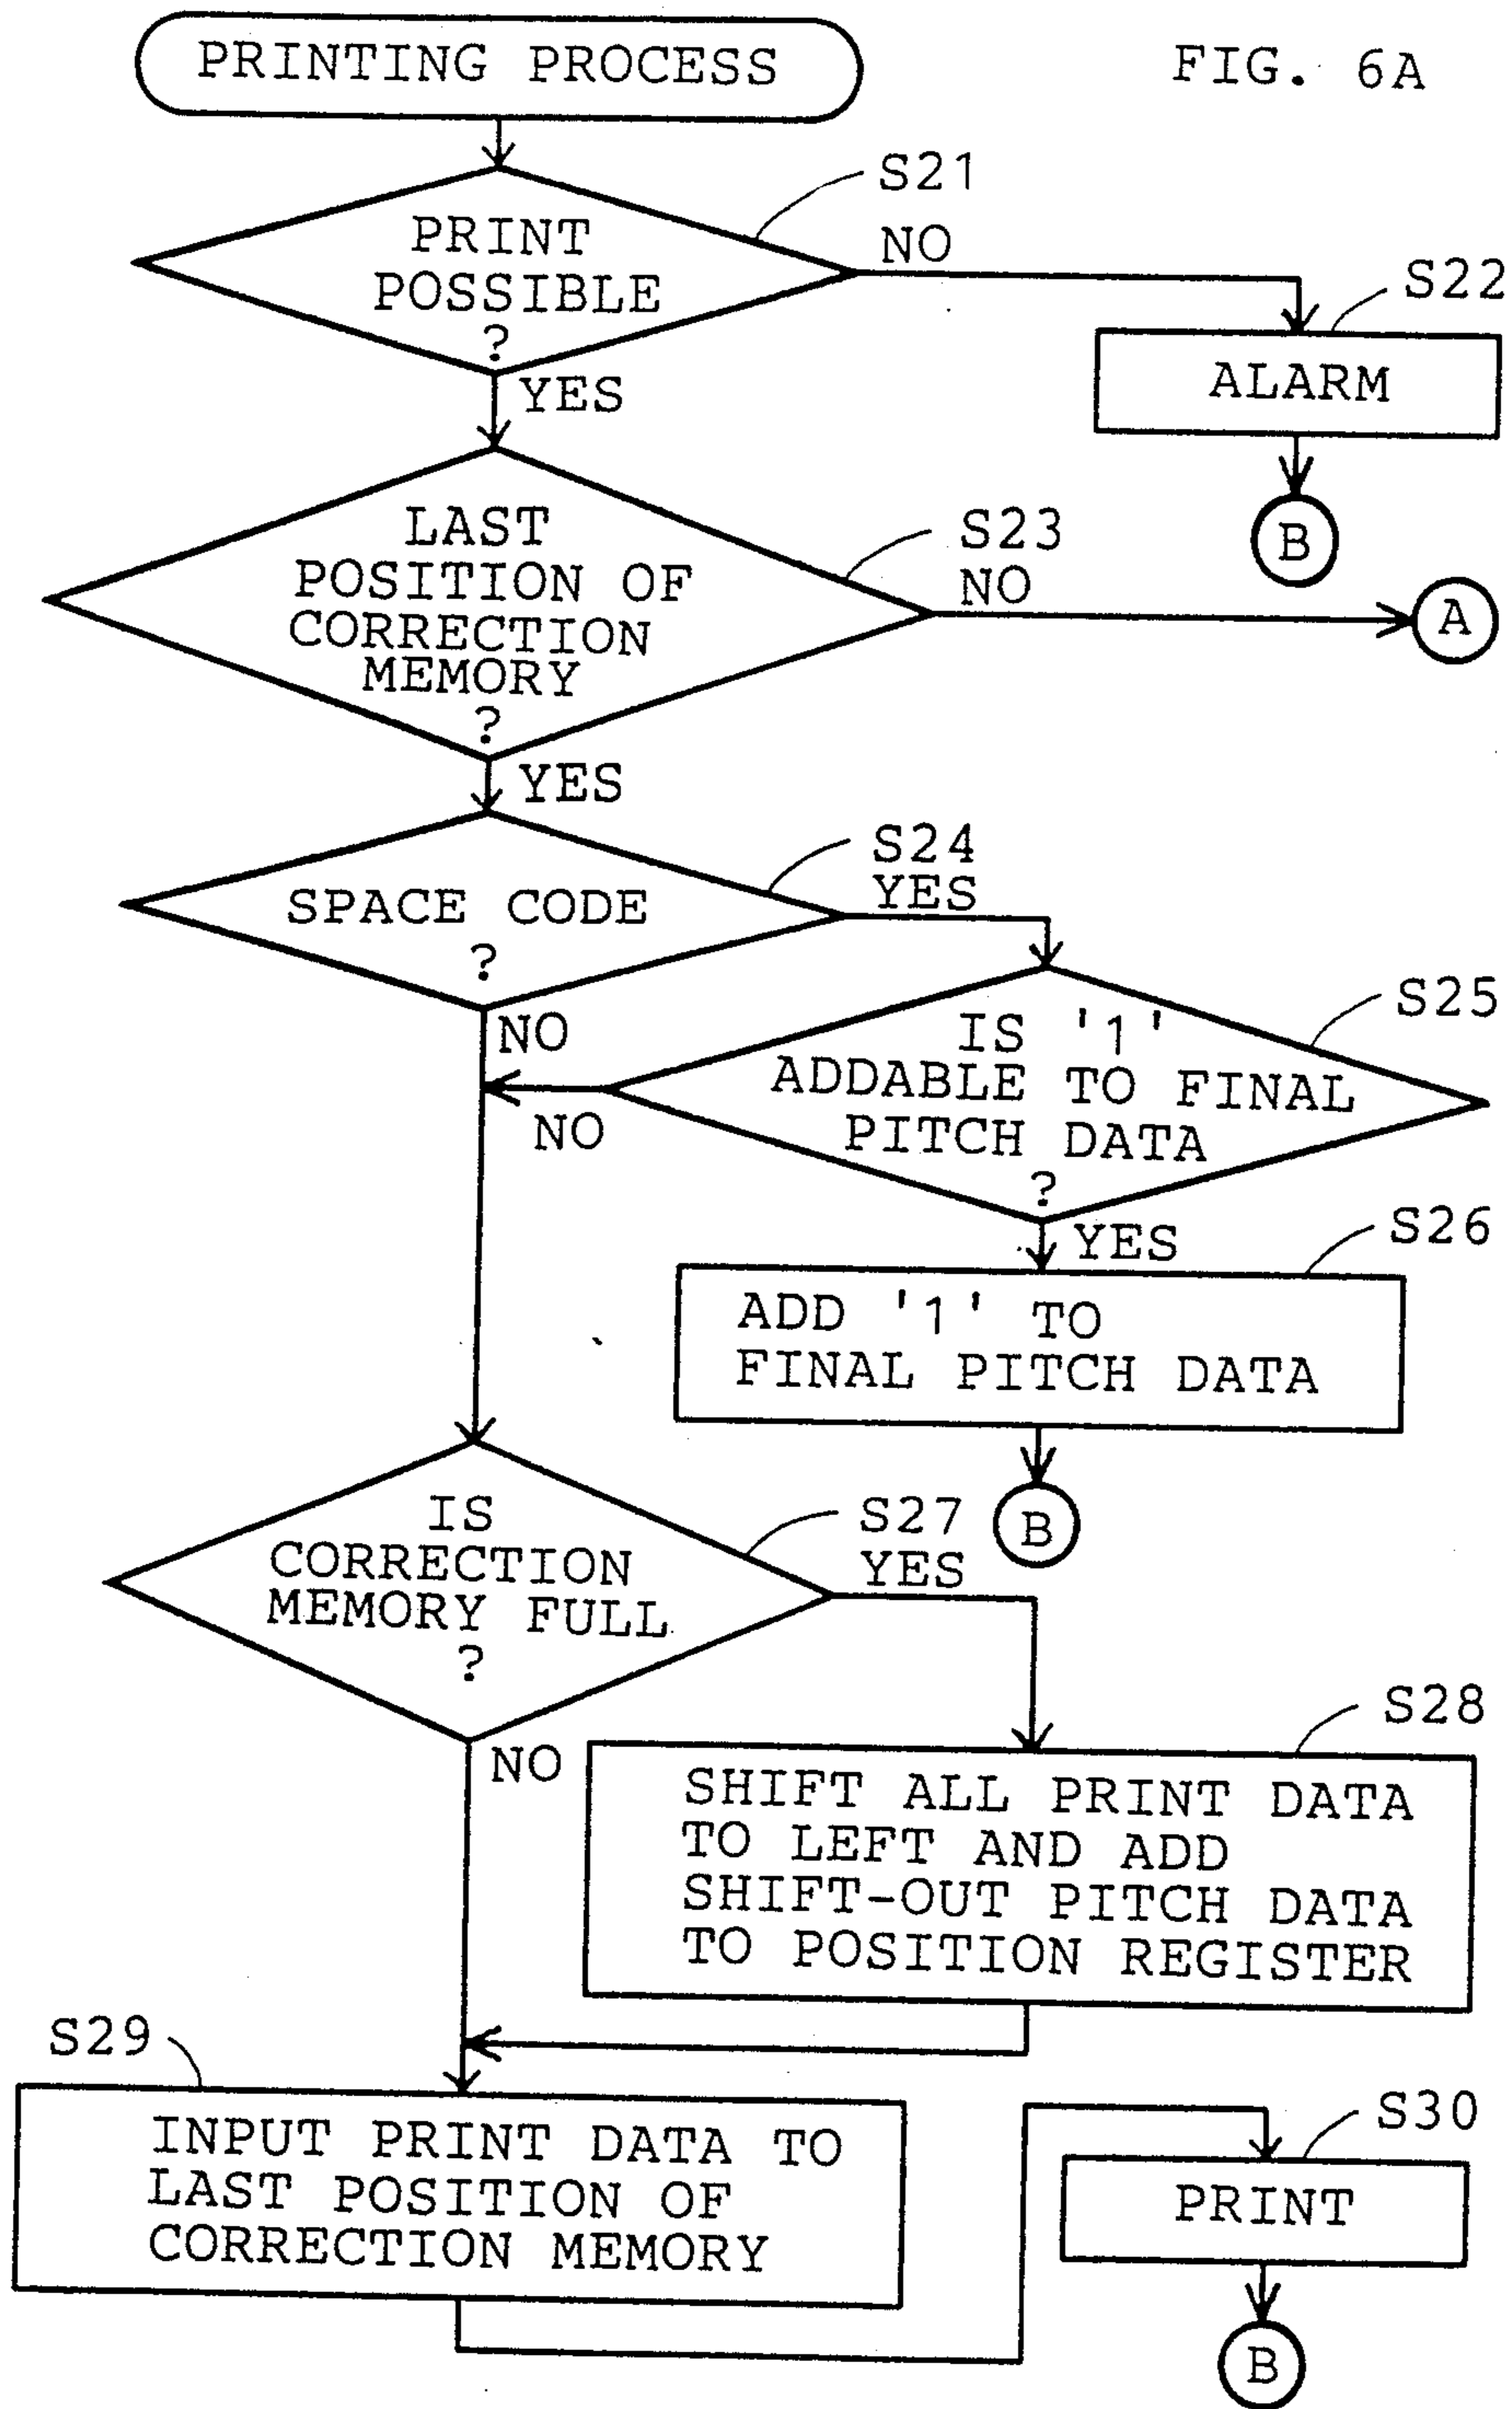 PRINTING PROCESS
FIG. 6A
S21
PRINT
POSSIBLE
?
NO
YES
S22
ALARM
B
LAST
POSITION OF
CORRECTION
MEMORY
?
S23
NO
A
YES
S24
YES
SPACE CODE
?
NO
S25
IS '1'
ADDABLE TO FINAL
PITCH DATA
?
NO
YES
S26
ADD '1' TO
FINAL PITCH DATA
B
IS
CORRECTION
MEMORY FULL
?
S27
YES
NO
S28
SHIFT ALL PRINT DATA
TO LEFT AND ADD
SHIFT-OUT PITCH DATA
TO POSITION REGISTER
S29
INPUT PRINT DATA TO
LAST POSITION OF
CORRECTION MEMORY
S30
PRINT
B